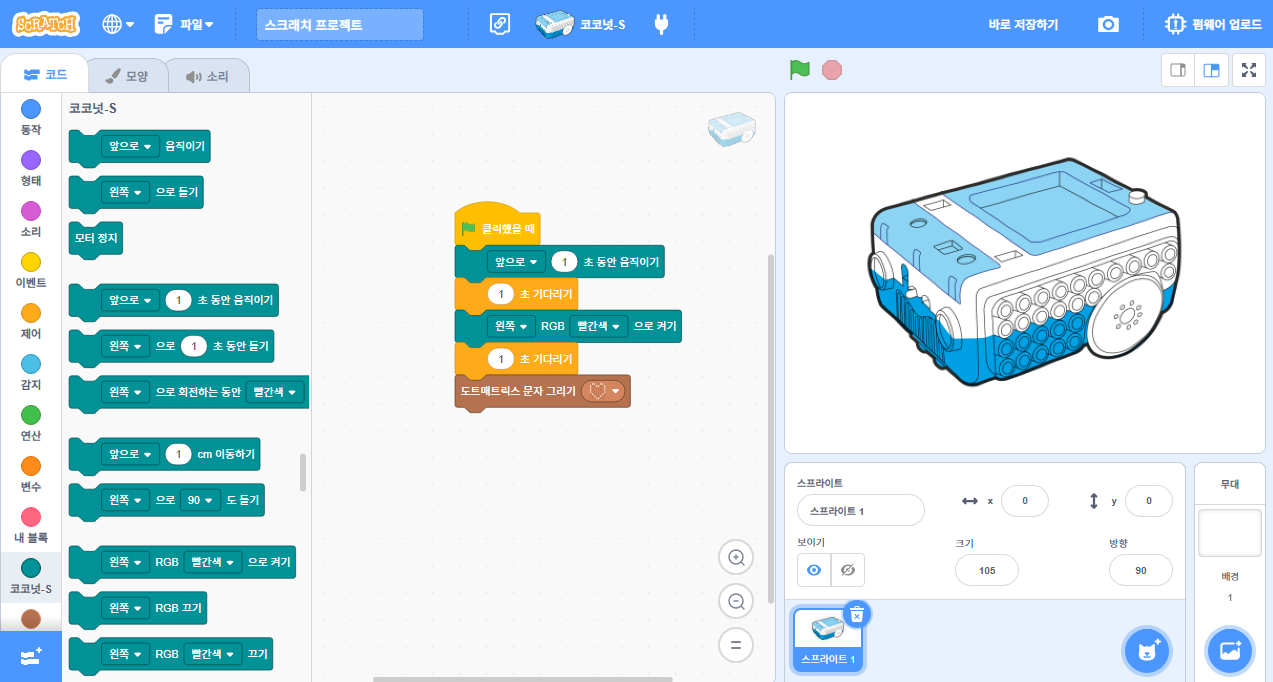 SCRATCH
파일
스크래치 프로젝트
코코넛-S
바로 저장하기
펌웨어 업로드
코드
모양
소리
동작
형태
소리
이벤트
제어
감지
연산
변수
내 블록
코코넛-S
코코넛-S
앞으로 움직이기
왼쪽 으로 돌기
모터 정지
앞으로 1 초 동안 움직이기
왼쪽 으로 1 초 동안 돌기
왼쪽 으로 회전하는 동안 빨간색
앞으로 1 cm 이동하기
왼쪽 으로 90 도 돌기
왼쪽 RGB 빨간색 으로 켜기
왼쪽 RGB 끄기
왼쪽 RGB 빨간색 끄기
클릭했을 때
앞으로 1 초 동안 움직이기
1 초 기다리기
왼쪽 RGB 빨간색 으로 켜기
1 초 기다리기
도트매트릭스 문자 그리기
스프라이트
스프라이트 1
x 0
y 0
보이기
크기
105
방향
90
스프라이트 1
무대
배경
1